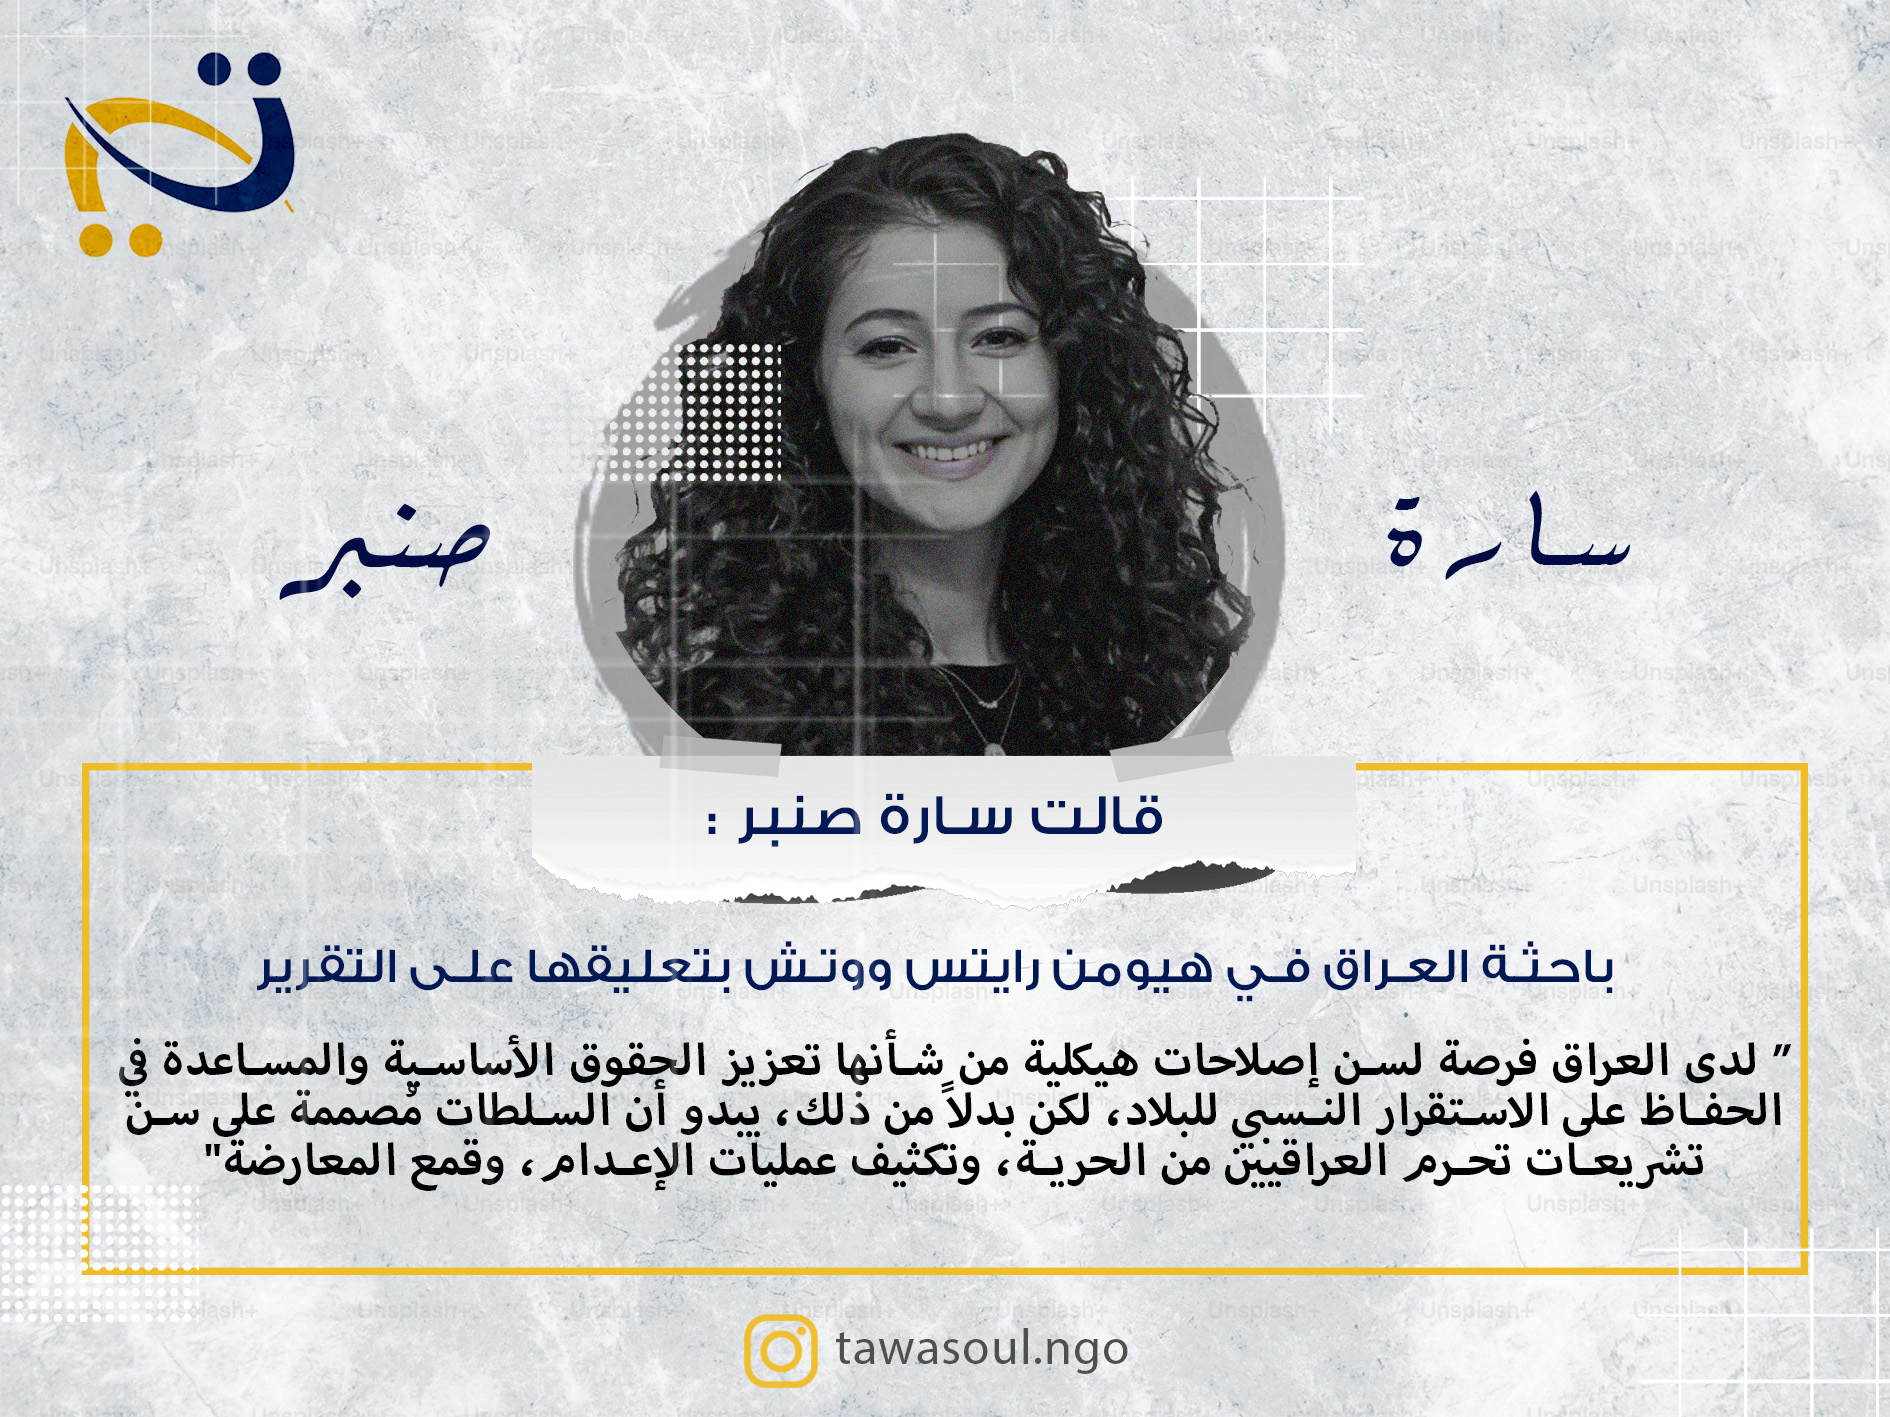 سارة
صنبر
قالت سارة صنبر :
باحثة العراق في هيومن رايتس ووتش بتعليقها على التقرير
” لدى العراق فرصة لسن إصلاحات هيكلية من شأنها تعزيز الحقوق الأساسية والمساعدة في
الحفاظ على الاستقرار النسبي للبلاد، لكن بدلاً من ذلك، يبدو أن السلطات مُصممة على سن
تشريعات تحرم العراقيين من الحرية، وتكثيف عمليات الإعدام، وقمع المعارضة"
tawasoul.ngo
Unsplash+